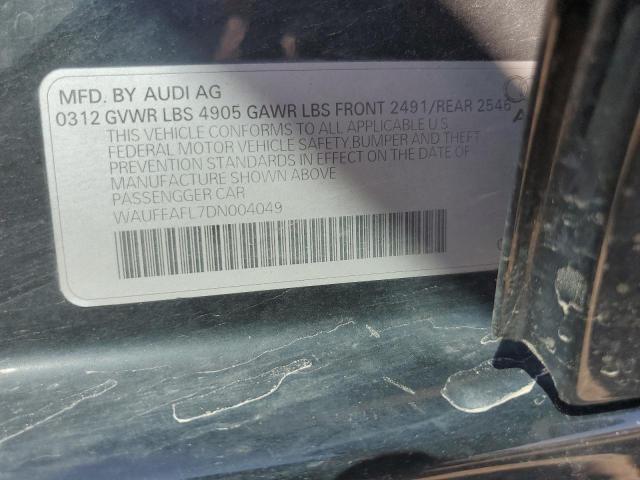 MFD. BY AUDI AG
0312 GVWR LBS 4905 GAWR LBS FRONT 2491/REAR 2546
THIS VEHICLE CONFORMS TO ALL APPLICABLE U.S.
FEDERAL MOTOR VEHICLE SAFETY,BUMPER AND THEFT
PREVENTION STANDARDS IN EFFECT ON THE DATE OF
MANUFACTURE SHOWN ABOVE
PASSENGGER CAR
WAUFFAFL7DN004049